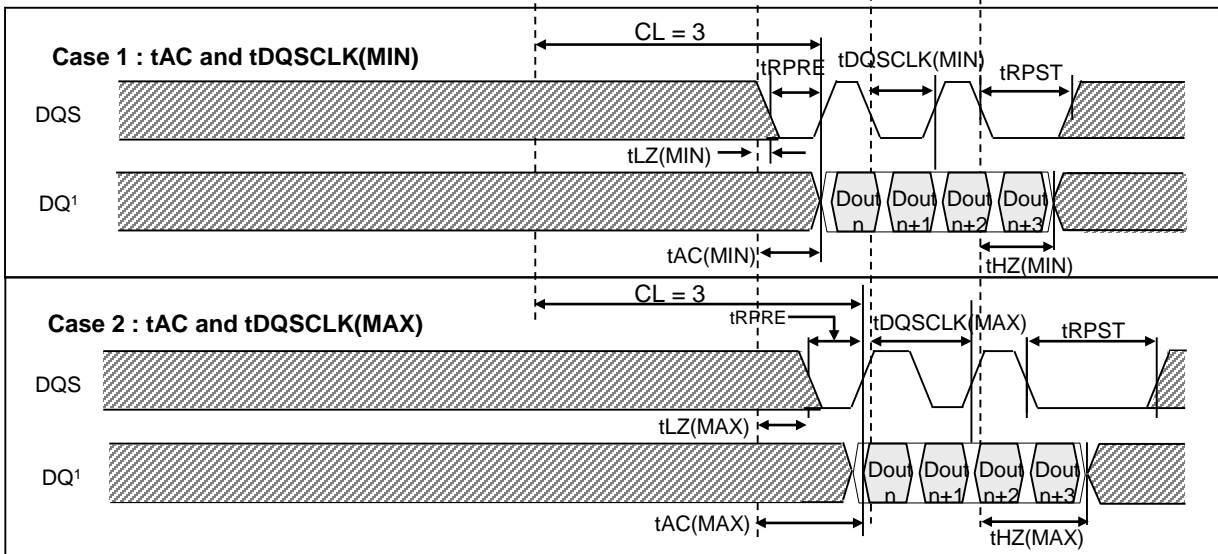 CL = 3
Case 1 : tAC and tDQSCLK(MIN)
tRPRE
tDQSCLK(MIN)
tRPST
DQS
tLZ(MIN)
DQ¹
Dout n
Dout n+1
Dout n+2
Dout n+3
tAC(MIN)
tHZ(MIN)
CL = 3
Case 2 : tAC and tDQSCLK(MAX)
tRPRE
tDQSCLK(MAX)
tRPST
DQS
tLZ(MAX)
DQ¹
Dout n
Dout n+1
Dout n+2
Dout n+3
tAC(MAX)
tHZ(MAX)